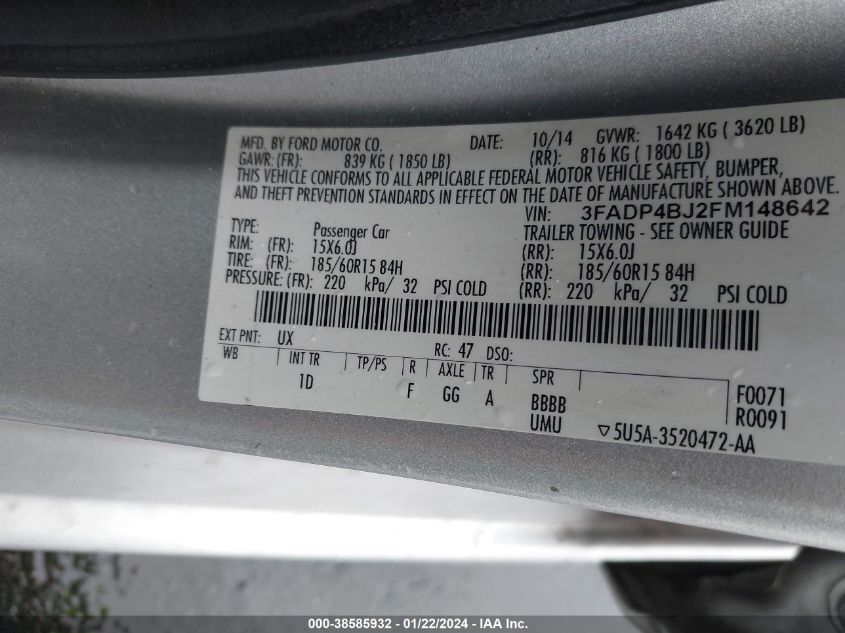 MFD. BY FORD MOTOR CO. DATE: 10/14 GVWR: 1642 KG ( 3620 LB)
GAWR: (FR): 839 KG ( 1850 LB) (RR): 816 KG ( 1800 LB)
THIS VEHICLE CONFORMS TO ALL APPLICABLE FEDERAL MOTOR VEHICLE SAFETY, BUMPER,
AND THEFT PREVENTION STANDARDS IN EFFECT ON THE DATE OF MANUFACTURE SHOWN ABOVE.
VIN: 3FADP4BJ2FM148642
TYPE: Passenger Car TRAILER TOWING - SEE OWNER GUIDE
RIM: (FR): 15X6.0J (RR): 15X6.0J
TIRE: (FR): 185/60R15 84H (RR): 185/60R15 84H
PRESSURE: (FR): 220 kPa/ 32 PSI COLD (RR): 220 kPa/ 32 PSI COLD
EXT PNT: UX RC: 47 DSO:
WB INT TR TP/PS R AXLE TR SPR
1D F GG A BBBB F0071
UMU R0091
▽5U5A-3520472-AA
000-38585932 - 01/22/2024 - IAA Inc.